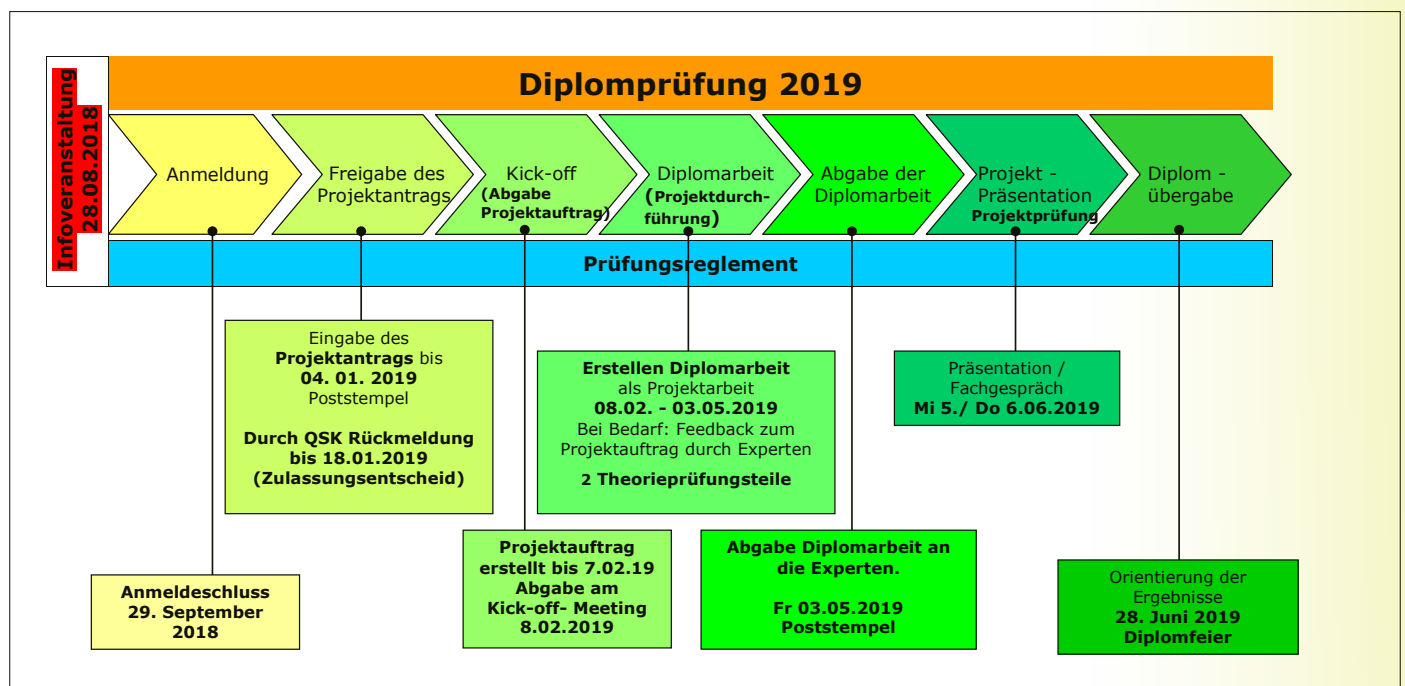 Infoveranstaltung
28.08.2018
Diplomprüfung 2019
Anmeldung
Freigabe des
Projektantrags
Kick-off
(Abgabe
Projektauftrag)
Diplomarbeit
(Projektdurch-
führung)
Abgabe der
Diplomarbeit
Projekt -
Präsentation
Projektprüfung
Diplom -
übergabe
Prüfungsreglement
Eingabe des
Projektantrags bis
04. 01. 2019
Poststempel
Durch QSK Rückmeldung
bis 18.01.2019
(Zulassungsentscheid)
Erstellen Diplomarbeit
als Projektarbeit
08.02. - 03.05.2019
Bei Bedarf: Feedback zum
Projektauftrag durch Experten
2 Theorieprüfungsteile
Präsentation /
Fachgespräch
Mi 5./ Do 6.06.2019
Anmeldeschluss
29. September
2018
Projektauftrag
erstellt bis 7.02.19
Abgabe am
Kick-off- Meeting
8.02.2019
Abgabe Diplomarbeit an
die Experten.
Fr 03.05.2019
Poststempel
Orientierung der
Ergebnisse
28. Juni 2019
Diplomfeier